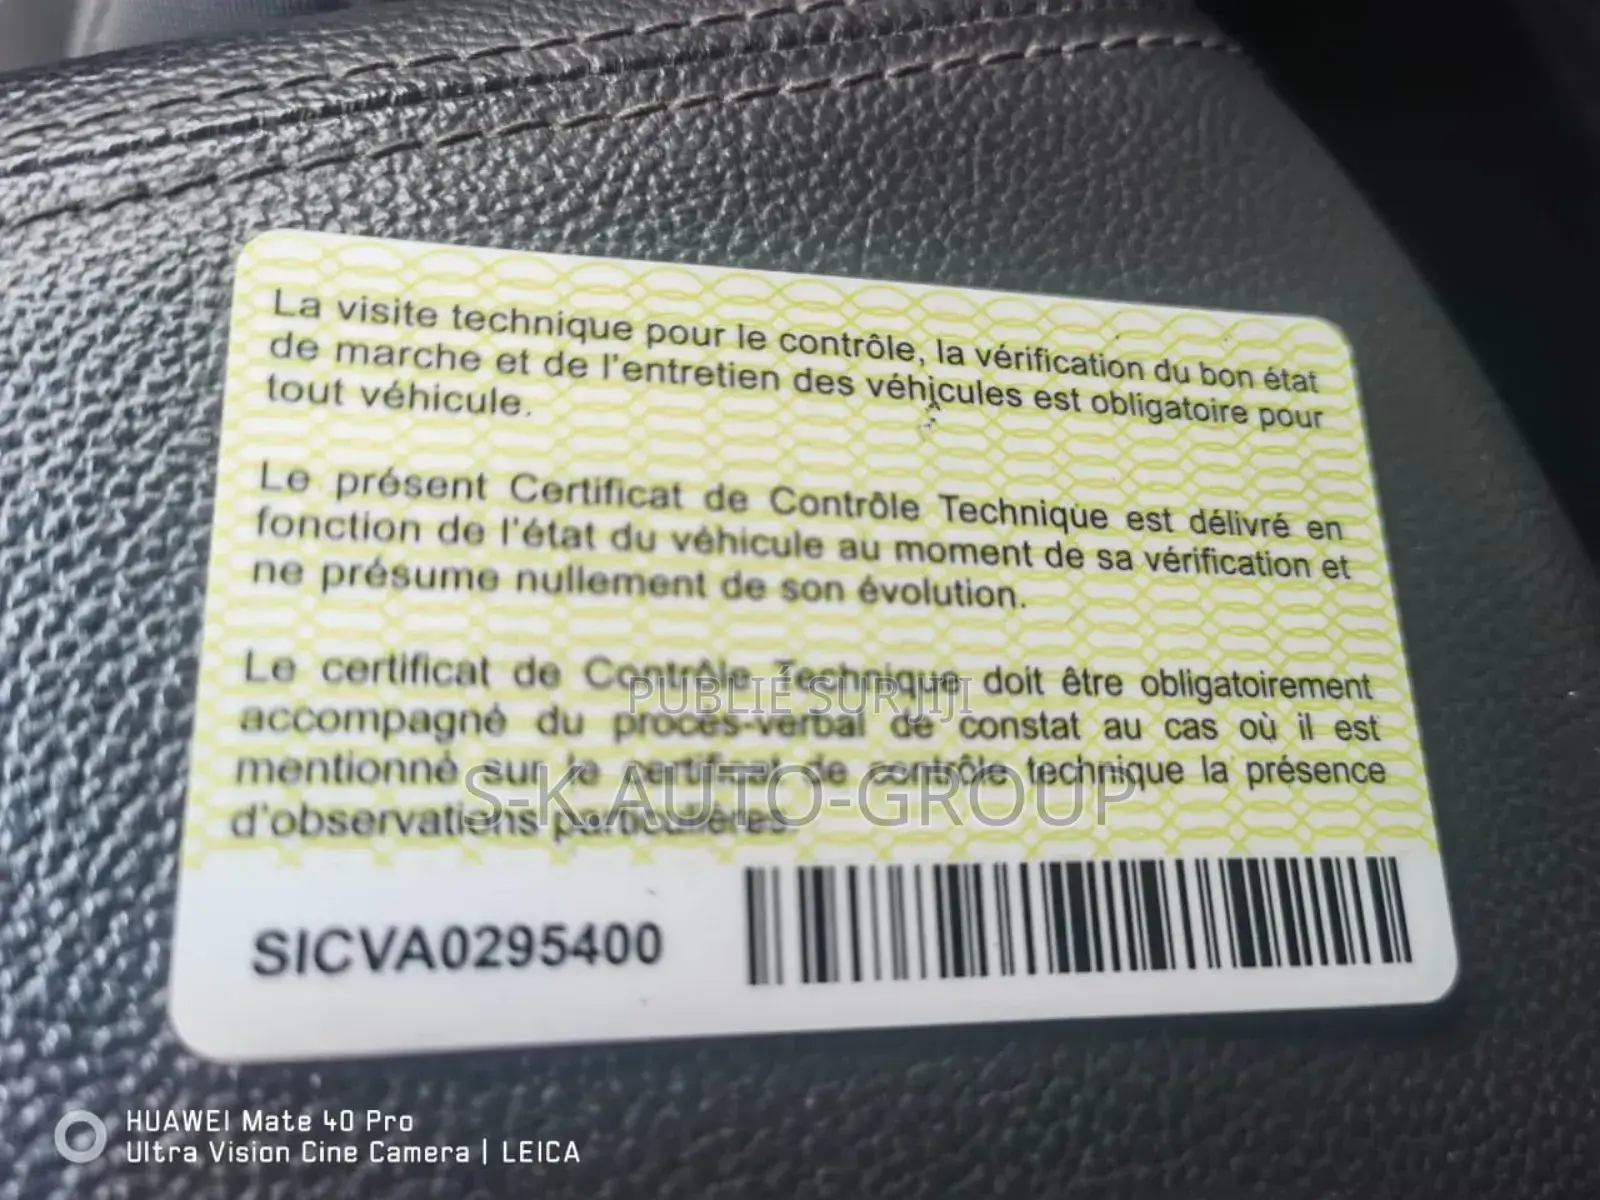 La visite technique pour le contrôle, la vérification du bon état
de marche et de l'entretien des véhicules est obligatoire pour
tout véhicule.
Le présent Certificat de Contrôle Technique est délivré en
fonction de l'état du véhicule au moment de sa vérification et
ne présume nullement de son évolution.
Le certificat de Contrôle Technique doit être obligatoirement
PUBLIE SUR JIJI
accompagné du procès-verbal de constat au cas où il est
mentionné sur le certificat de contrôle technique la présence
S-K AUTO-GROUP
d'observations particulières.
SICVA0295400
HUAWEI Mate 40 Pro
Ultra Vision Cine Camera | LEICA